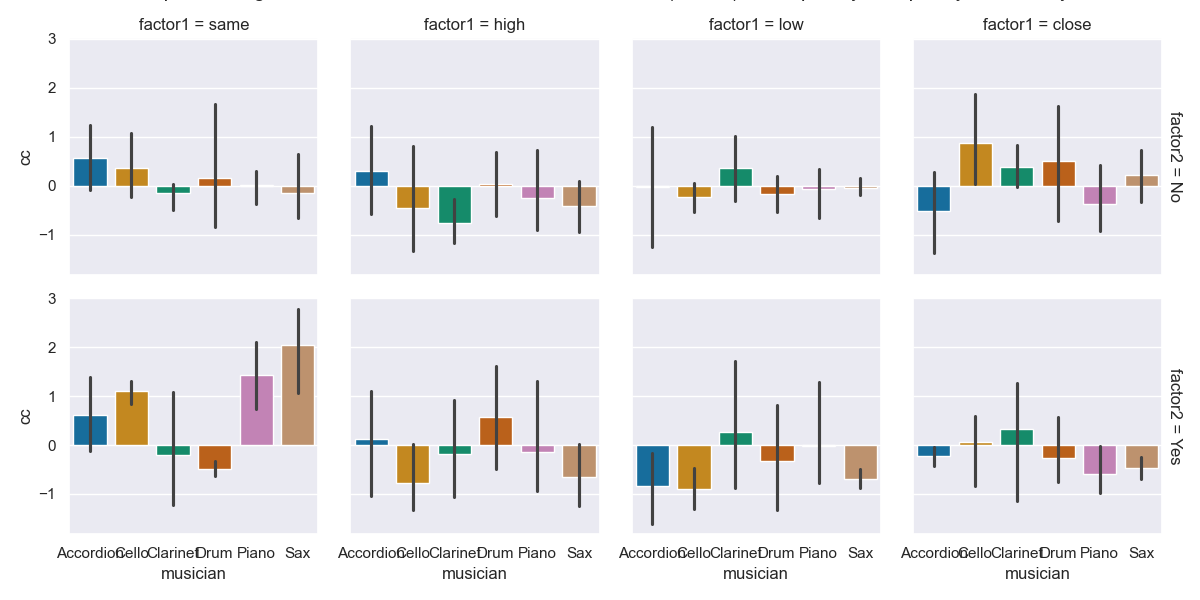 factor1 = same factor1 = high factor1 = low factor1 = close
3
2
1
0
−1
cc
factor2 = No
3
2
1
0
−1
cc
factor2 = Yes
Accordion Cello Clarinet Drum Piano Sax Accordion Cello Clarinet Drum Piano Sax Accordion Cello Clarinet Drum Piano Sax Accordion Cello Clarinet Drum Piano Sax
musician musician musician musician